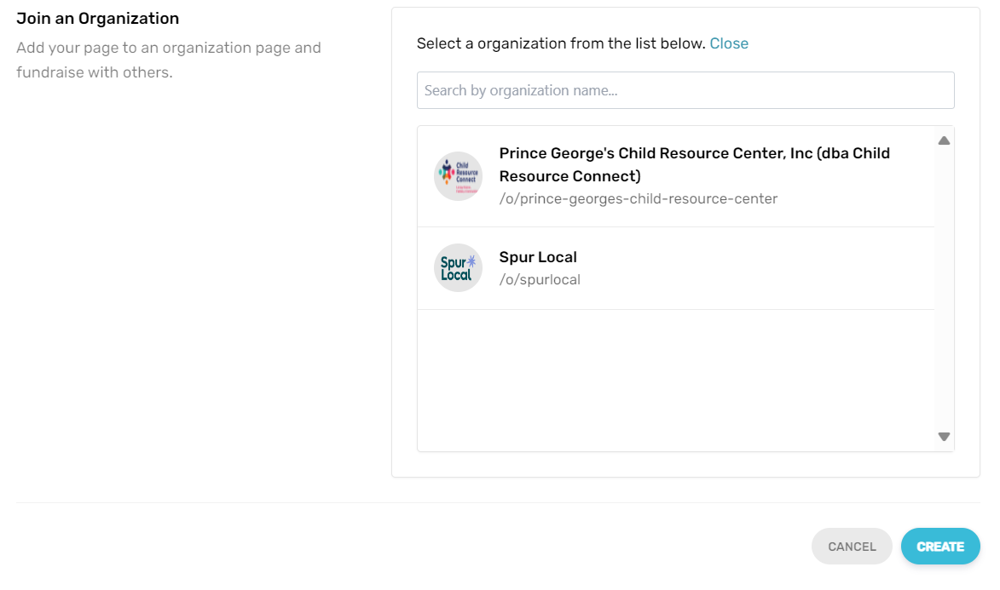 Join an Organization
Add your page to an organization page and
fundraise with others.
Select a organization from the list below. Close
Search by organization name...
Child
Resource
Connect
Prince George's Child Resource Center, Inc (dba Child
Resource Connect)
/o/prince-georges-child-resource-center
Spur
Local
Spur Local
/o/spurlocal
CANCEL
CREATE